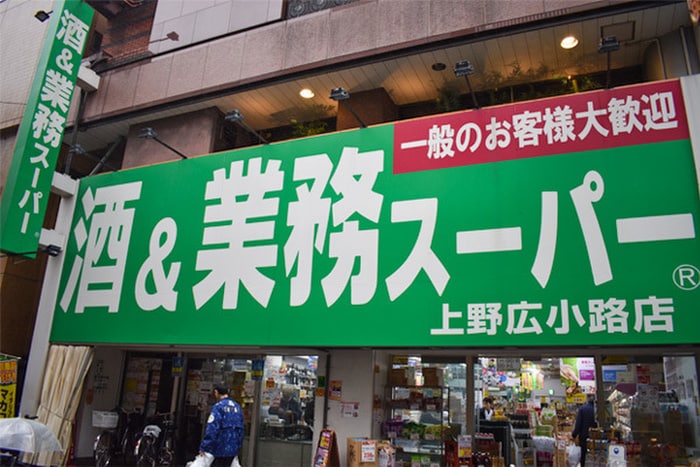 酒&業務スーパー
一般のお客様大歓迎
酒&業務スーパー
®
上野広小路店